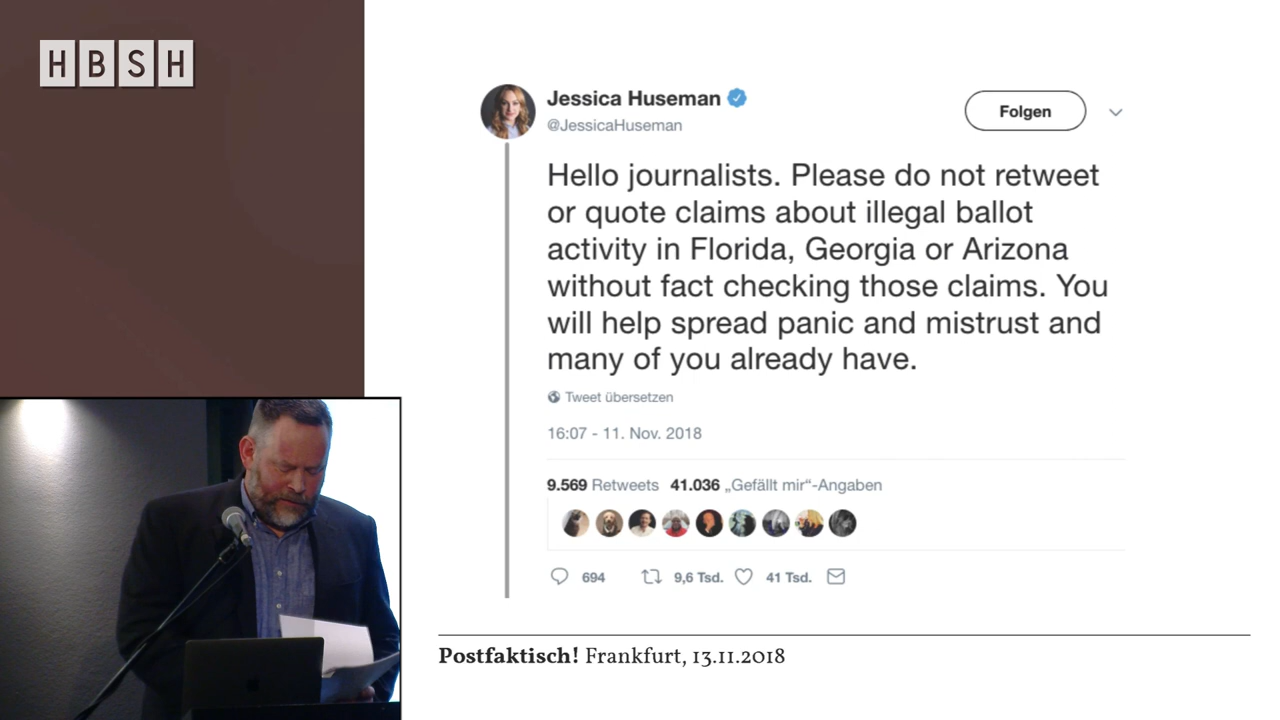 HBSH
Jessica Huseman
@JessicaHuseman
Folgen
Hello journalists. Please do not retweet
or quote claims about illegal ballot
activity in Florida, Georgia or Arizona
without fact checking those claims. You
will help spread panic and mistrust and
many of you already have.
Tweet übersetzen
16:07 - 11. Nov. 2018
9.569 Retweets 41.036 „Gefällt mir“-Angaben
694 9,6 Tsd. 41 Tsd.
Postfaktisch! Frankfurt, 13.11.2018